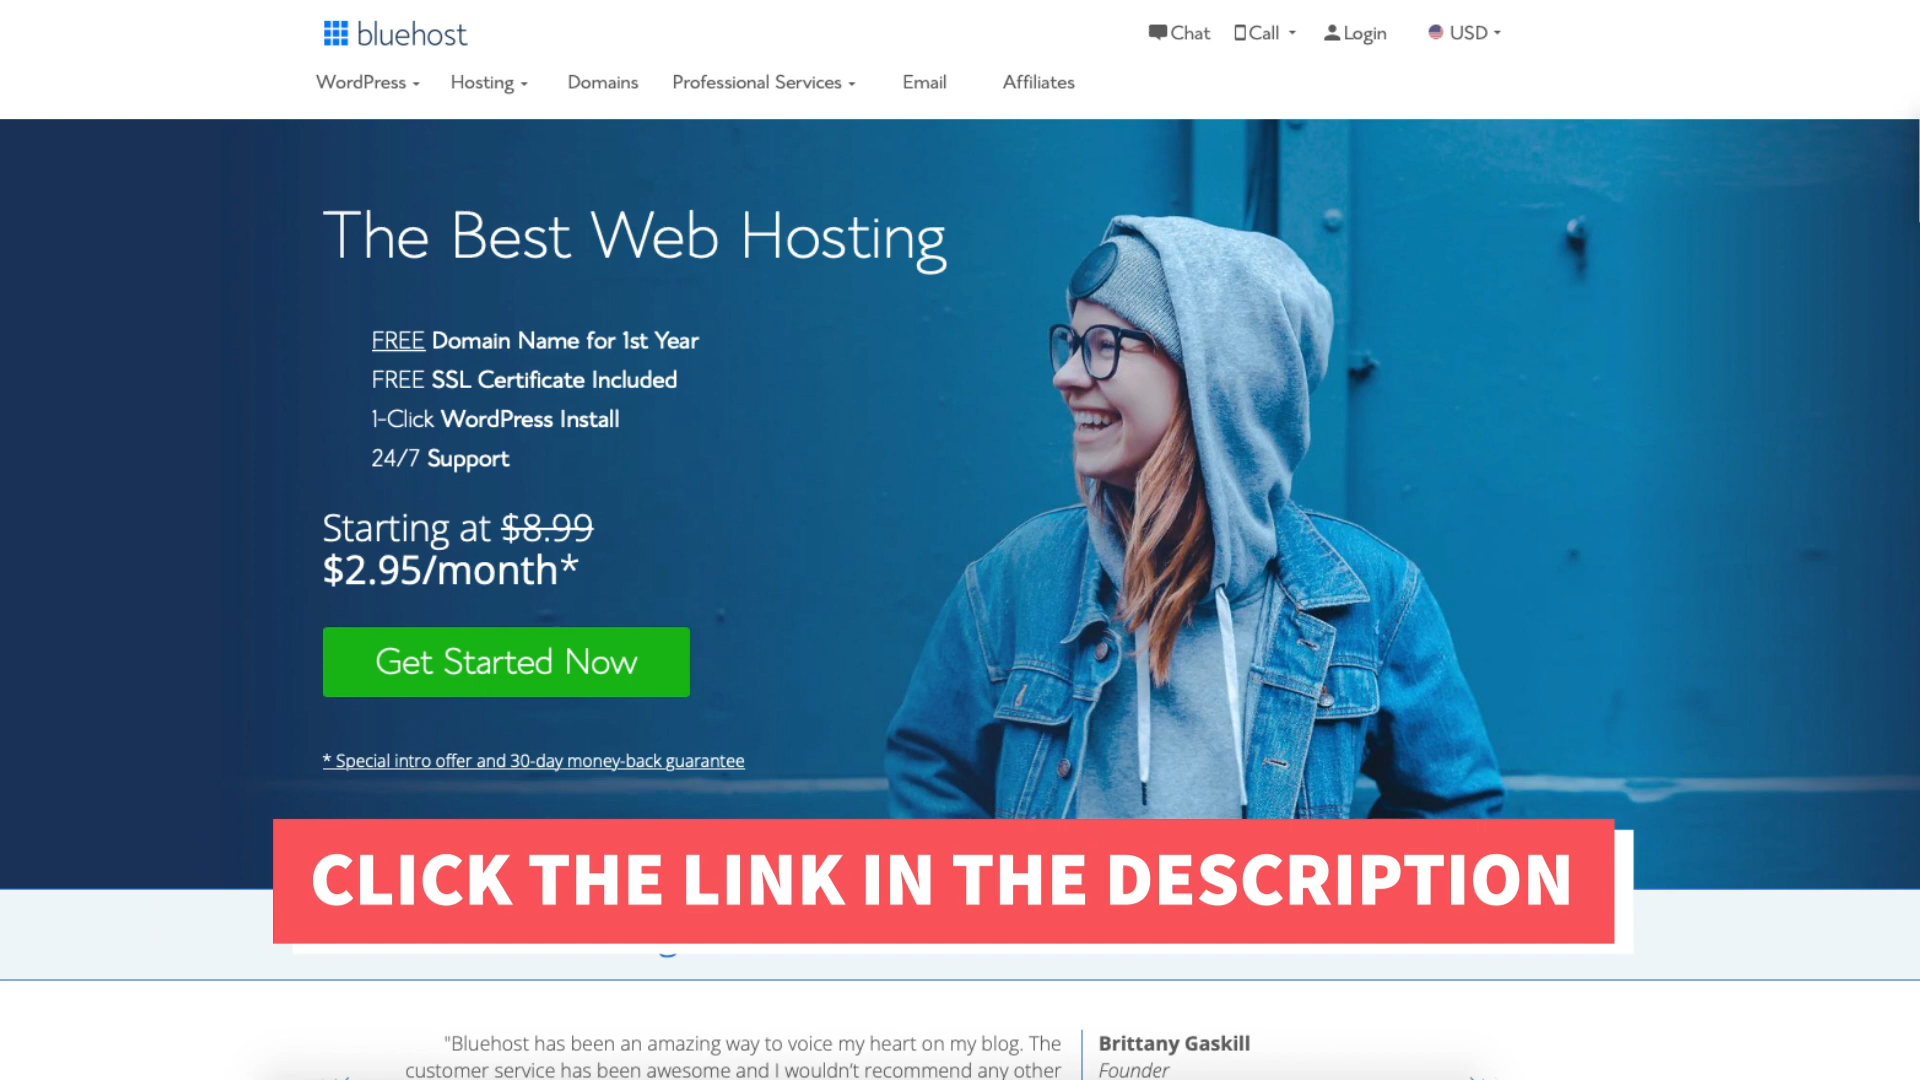 bluehost
Chat Call Login USD
WordPress Hosting Domains Professional Services Email Affiliates
The Best Web Hosting
FREE Domain Name for 1st Year
FREE SSL Certificate Included
1-Click WordPress Install
24/7 Support
Starting at $8.99
$2.95/month*
Get Started Now
* Special intro offer and 30-day money-back guarantee
CLICK THE LINK IN THE DESCRIPTION
"Bluehost has been an amazing way to voice my heart on my blog. The
customer service has been awesome and I wouldn't recommend any other
Brittany Gaskill
Founder